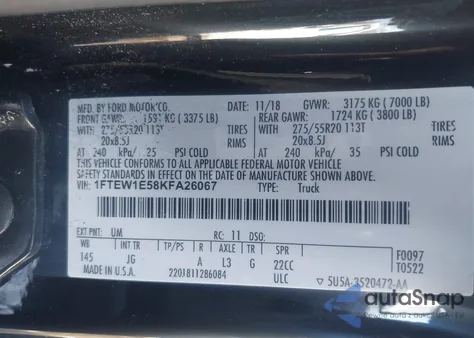 MFD. BY FORD MOTOR CO.
11/18 GVWR: 3175 KG ( 7000 LB)
FRONT GAWR: 1531 KG ( 3375 LB)
REAR GAWR: 1724 KG ( 3800 LB)
WITH 275/55R20 113T TIRES WITH 275/55R20 113T TIRES
20x8.5J RIMS 20x8.5J RIMS
AT 240 kPa/ 35 PSI COLD AT 240 kPa/ 35 PSI COLD
THIS VEHICLE CONFORMS TO ALL APPLICABLE FEDERAL MOTOR VEHICLE
SAFETY STANDARDS IN EFFECT ON THE DATE OF MANUFACTURE SHOWN ABOVE.
1FTEW1E58KFA26067 TYPE: Truck
EXT PNT: UM RC: 11 DSO:
WB INT TR TP/PS R AXLE TR SPR F0097
145 JG A L3 G 22CC T0522
MADE IN U.S.A. 220J811286084 ULC
5U5A-3520472-AA
autoSnap